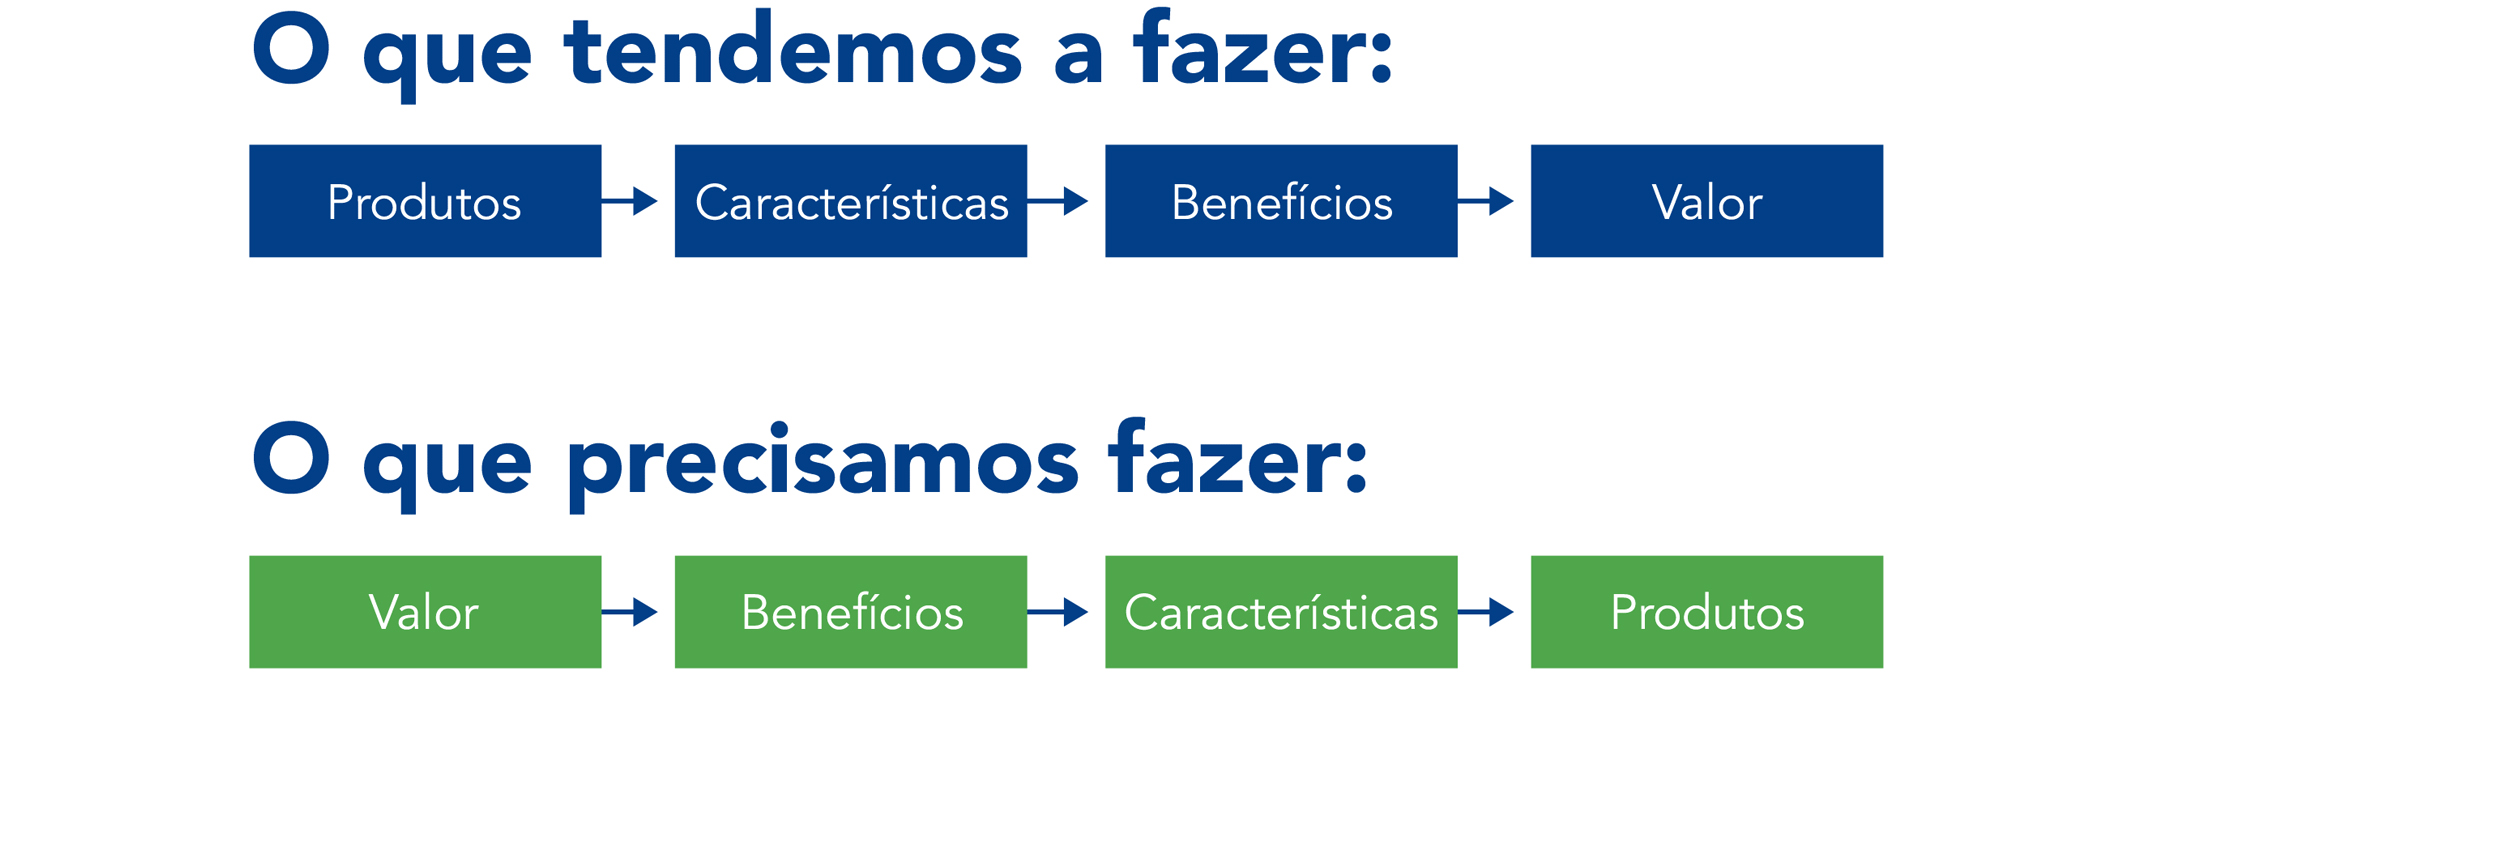 O que tendemos a fazer:
Produtos
Características
Benefícios
Valor
O que precisamos fazer:
Valor
Benefícios
Características
Produtos